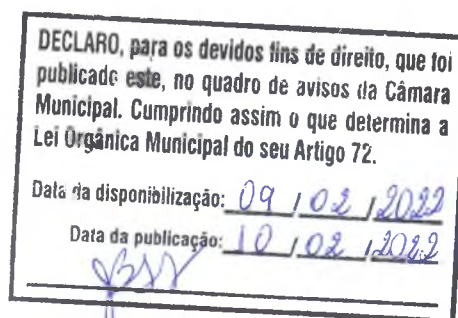 DECLARO, para os devidos fins de direito, que foi
publicado este, no quadro de avisos da Câmara
Municipal. Cumprindo assim o que determina a
Lei Orgânica Municipal do seu Artigo 72.
Data da disponibilização: 09 / 02 / 2022
Data da publicação: 10 / 02 / 2022